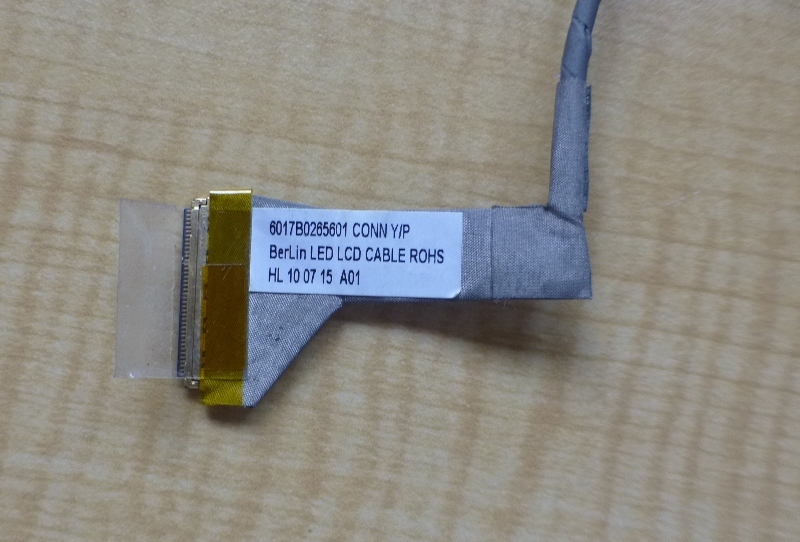 6017B0265601 CONN Y/P
BerLin LED LCD CABLE ROHS
HL 10 07 15 A01